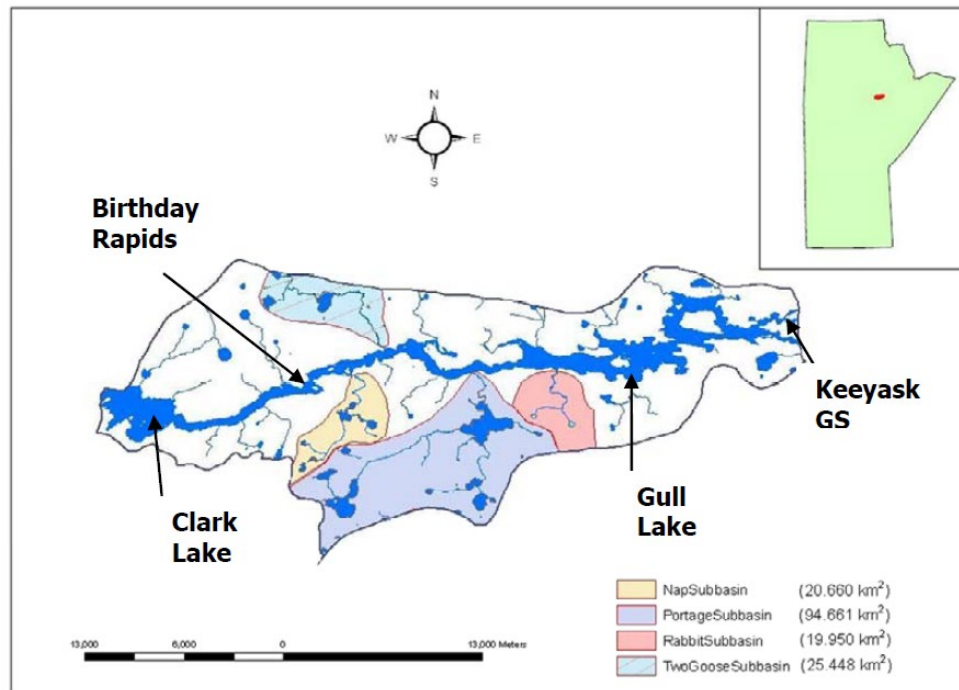 N
W E
S
Birthday
Rapids
Keeyask
GS
Clark
Lake
Gull
Lake
NapSubbasin (20.660 km²)
PortageSubbasin (94.661 km²)
RabbitSubbasin (19.950 km²)
TwoGooseSubbasin (25.448 km²)
13,000 6,000 0 13,000 Meters